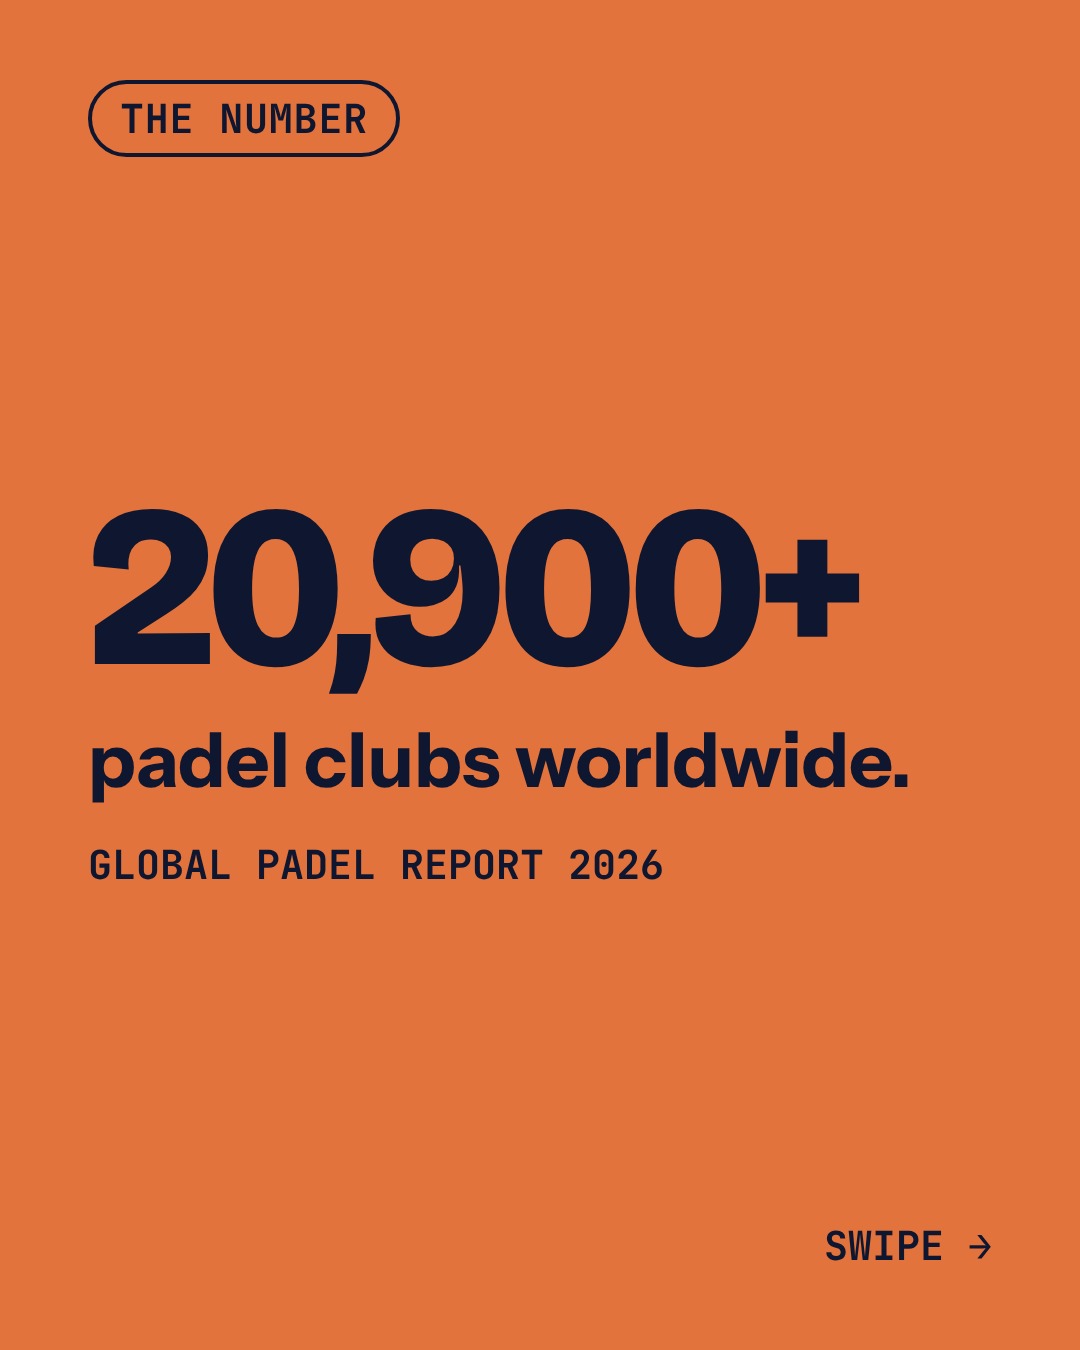 THE NUMBER
20,900+
padel clubs worldwide.
GLOBAL PADEL REPORT 2026
SWIPE →